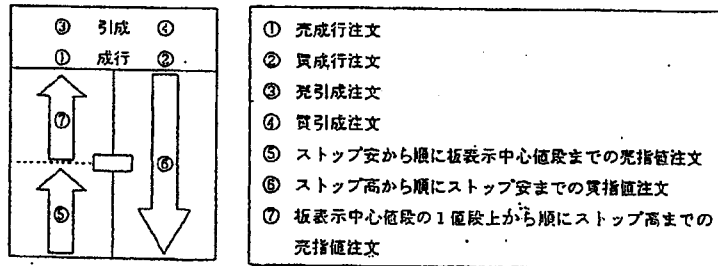 ③ 引成 ④
① 成行 ②
⑦
⑥
⑤
① 売成行注文
② 買成行注文
③ 売引成注文
④ 買引成注文
⑤ ストップ安から順に板表示中心値段までの売指値注文
⑥ ストップ高から順にストップ安までの買指値注文
⑦ 板表示中心値段の1値段上から順にストップ高までの
売指値注文